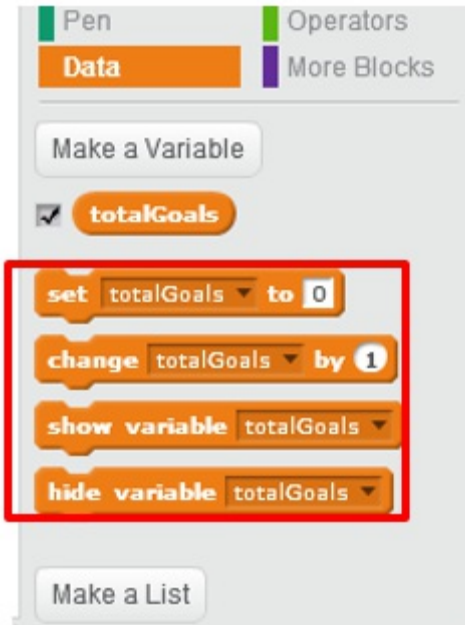 Pen Operators
Data More Blocks
Make a Variable
totalGoals
set totalGoals to 0
change totalGoals by 1
show variable totalGoals
hide variable totalGoals
Make a List